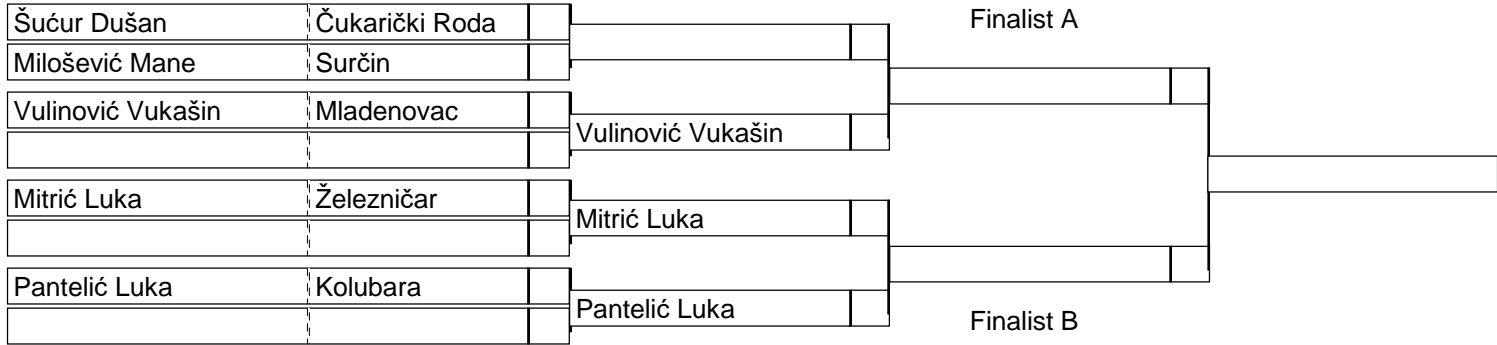 Šućur Dušan Čukarički Roda
Milošević Mane Surčin
Vulinović Vukašin Mladenovac
Mitrić Luka Železničar
Pantelić Luka Kolubara
Vulinović Vukašin
Mitrić Luka
Pantelić Luka
Finalist A
Finalist B